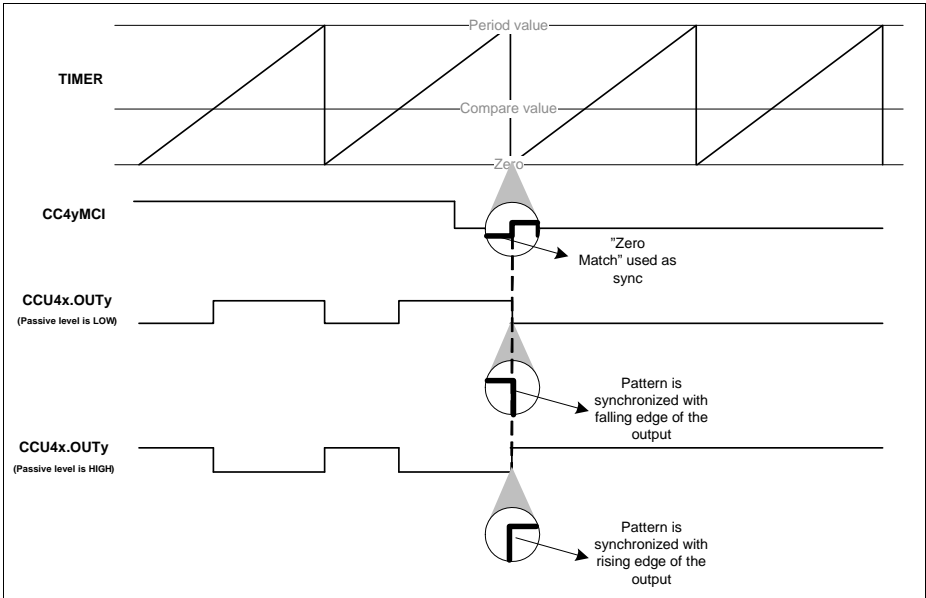 Period value
TIMER
Compare value
Zero
CC4yMCI
"Zero
Match" used as
sync
CCU4x.OUTy
(Passive level is LOW)
Pattern is
synchronized with
falling edge of the
output
CCU4x.OUTy
(Passive level is HIGH)
Pattern is
synchronized with
rising edge of the
output